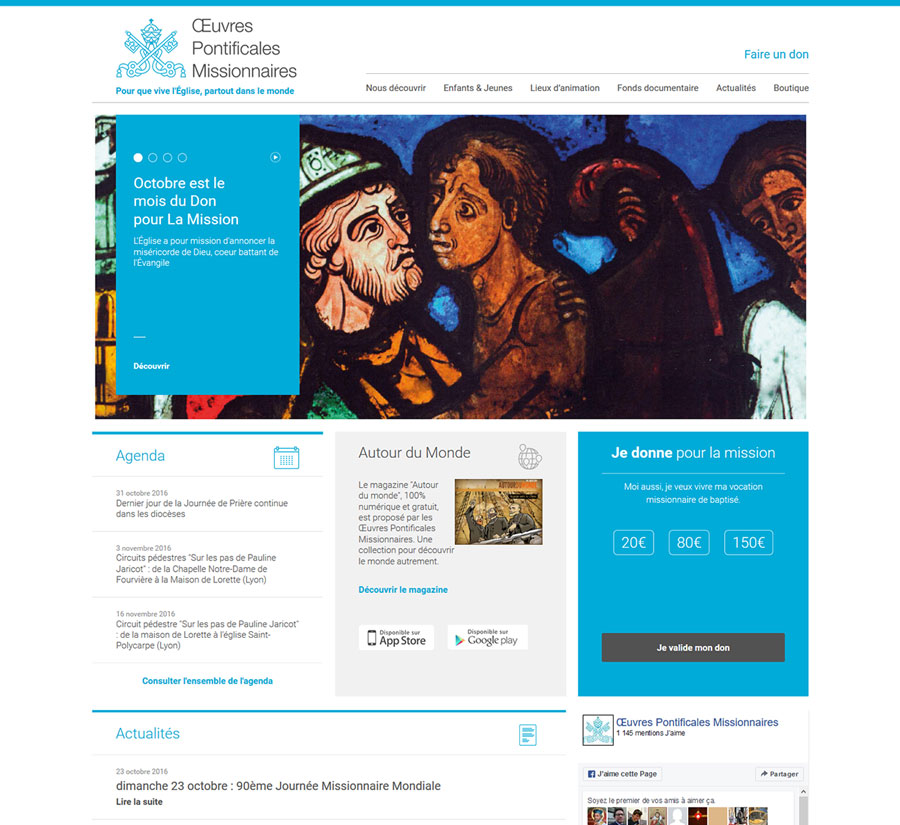 Œuvres
Pontificales
Missionnaires
Pour que vive l'Église, partout dans le monde
Faire un don
Nous découvrir Enfants & Jeunes Lieux d'animation Fonds documentaire Actualités Boutique
Octobre est le
mois du Don
pour La Mission
L'Église a pour mission d'annoncer la
miséricorde de Dieu, coeur battant de
l'Évangile
Découvrir
Agenda
31 octobre 2016
Dernier jour de la Journée de Prière continue
dans les diocèses
3 novembre 2016
Circuits pédestres "Sur les pas de Pauline
Jaricot" : de la Chapelle Notre-Dame de
Fourvière à la Maison de Lorette (Lyon)
16 novembre 2016
Circuit pédestre "Sur les pas de Pauline Jaricot"
: de la maison de Lorette à l'église Saint-
Polycarpe (Lyon)
Consulter l'ensemble de l'agenda
Autour du Monde
Le magazine "Autour
du monde", 100%
numérique et gratuit,
est proposé par les
Œuvres Pontificales
Missionnaires. Une
collection pour découvrir
le monde autrement.
AUTOUR DU MONDE
Découvrir le magazine
Disponible sur
App Store
Disponible sur
Google play
Je donne pour la mission
Moi aussi, je veux vivre ma vocation
missionnaire de baptisé.
20€ 80€ 150€
Je valide mon don
Actualités
23 octobre 2016
dimanche 23 octobre : 90ème Journée Missionnaire Mondiale
Lire la suite
Œuvres Pontificales Missionnaires
1 145 mentions J'aime
J'aime cette Page
Partager
Soyez le premier de vos amis à aimer ça.